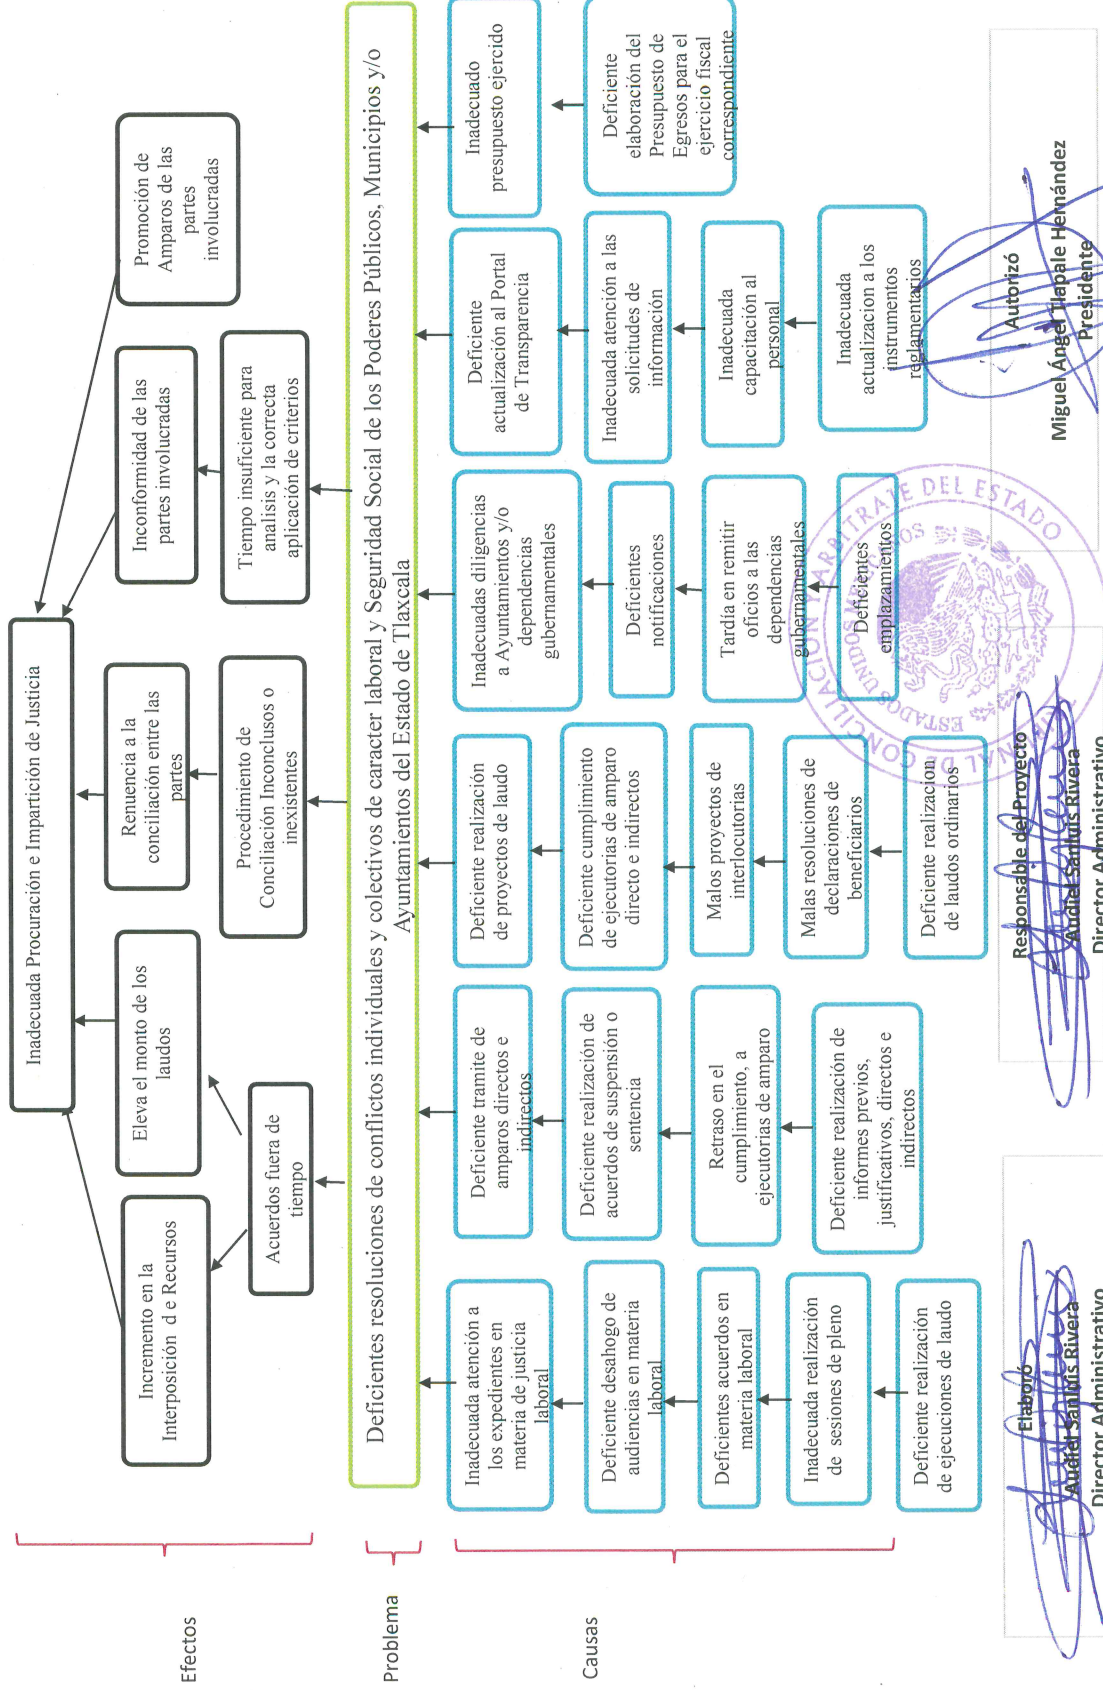 Efectos
Inadecuada Procuración e Impartición de Justicia
Incremento en la
Interposición d e Recursos
Eleva el monto de los
laudos
Renuencia a la
conciliación entre las
partes
Inconformidad de las
partes involucradas
Promoción de
Amparos de las
partes
involucradas
Acuerdos fuera de
tiempo
Procedimiento de
Conciliación Inconclusos o
inexistentes
Tiempo insuficiente para
analisis y la correcta
aplicación de criterios
Problema
Deficientes resoluciones de conflictos individuales y colectivos de caracter laboral y Seguridad Social de los Poderes Públicos, Municipios y/o
Ayuntamientos del Estado de Tlaxcala
Causas
Inadecuada atención a
los expedientes en
materia de justicia
laboral
Deficiente desahogo de
audiencias en materia
laboral
Deficientes acuerdos en
materia laboral
Inadecuada realización
de sesiones de pleno
Deficiente realización
de ejecuciones de laudo
Deficiente tramite de
amparos directos e
indirectos
Deficiente realización de
acuerdos de suspensión o
sentencia
Retraso en el
cumplimiento, a
ejecutorias de amparo
Deficiente realización de
informes previos,
justificativos, directos e
indirectos
Deficiente realización
de proyectos de laudo
Deficiente cumplimiento
de ejecutorias de amparo
directo e indirectos
Malos proyectos de
interlocutorias
Malas resoluciones de
declaraciones de
beneficiarios
Deficiente realizacion
de laudos ordinarios
Inadecuadas diligencias
a Ayuntamientos y/o
dependencias
gubernamentales
Deficientes
notificaciones
Tardia en remitir
oficios a las
dependencias
gubernamentales
Deficientes
emplazamientos
Deficiente
actualización al Portal
de Transparencia
Inadecuada atención a las
solicitudes de
información
Inadecuada
capacitación al
personal
Inadecuada
actualizacion a los
instrumentos
reglamentarios
Inadecuado
presupuesto ejercido
Deficiente
elaboración del
Presupuesto de
Egresos para el
ejercicio fiscal
correspondiente
Elaboró
Audiel Sanluis Rivera
Director Administrativo
Responsable del Proyecto
Audiel Sanluis Rivera
Director Administrativo
Autorizó
Miguel Ángel Tlapale Hernández
Presidente
CONCILIACION Y ARBITRAJE DEL ESTADO
ESTADOS UNIDOS MEXICANOS